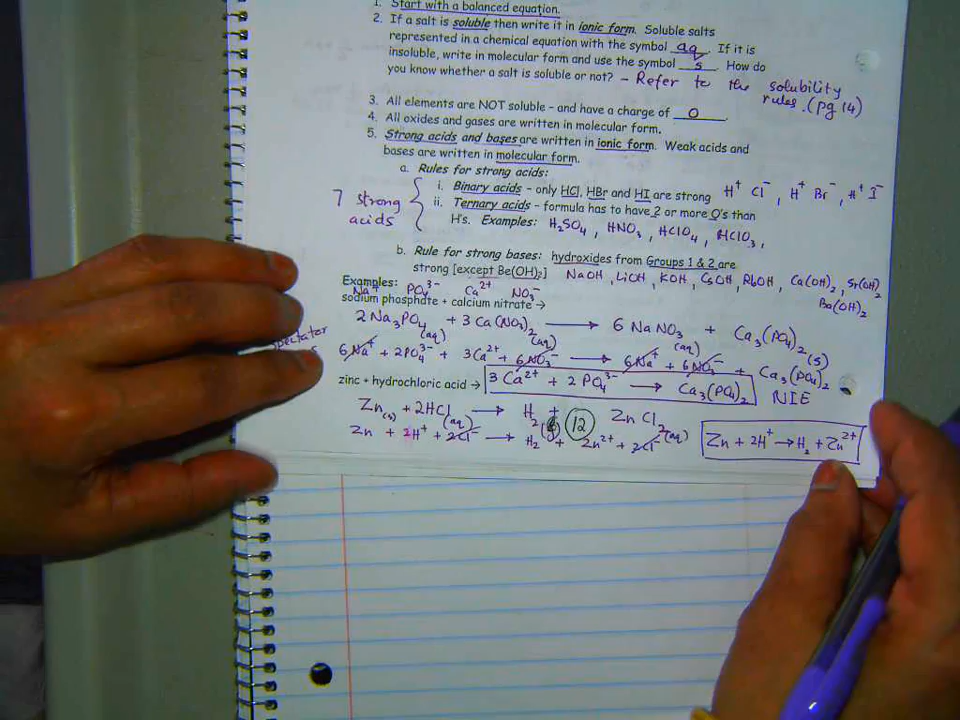 1. Start with a balanced equation.
2. If a salt is soluble then write it in ionic form. Soluble salts
represented in a chemical equation with the symbol aq. If it is
insoluble, write in molecular form and use the symbol s. How do
you know whether a salt is soluble or not? - Refer to the solubility
rules. (pg 14)
3. All elements are NOT soluble - and have a charge of 0.
4. All oxides and gases are written in molecular form.
5. Strong acids and bases are written in ionic form. Weak acids and
bases are written in molecular form.
a. Rules for strong acids:
7 strong acids
i. Binary acids - only HCl, HBr and HI are strong H⁺ Cl⁻, H⁺ Br⁻, H⁺ I⁻
ii. Ternary acids - formula has to have 2 or more O's than
H's. Examples: H₂SO₄, HNO₃, HClO₄, HClO₃,
b. Rule for strong bases: hydroxides from Groups 1 & 2 are
strong [except Be(OH)₂] NaOH, LiOH, KOH, CsOH, RbOH, Ca(OH)₂, Sr(OH)₂
Ba(OH)₂
Examples:
Na⁺ PO₄³⁻ Ca²⁺ NO₃⁻
sodium phosphate + calcium nitrate →
2 Na₃PO₄ (aq) + 3 Ca(NO₃)₂ (aq) → 6 NaNO₃ (aq) + Ca₃(PO₄)₂ (s)
spectator
6 Na⁺ + 2PO₄³⁻ + 3Ca²⁺ + 6NO₃⁻ → 6Na⁺ + 6NO₃⁻ + Ca₃(PO₄)₂
zinc + hydrochloric acid → 3 Ca²⁺ + 2 PO₄³⁻ → Ca₃(PO₄)₂ NIE
Zn(s) + 2HCl (aq) → H₂ + ZnCl₂ (aq)
12
Zn + 2H⁺ + 2Cl⁻ → H₂ + Zn²⁺ + 2Cl⁻ Zn + 2H⁺ → H₂ + Zn²⁺